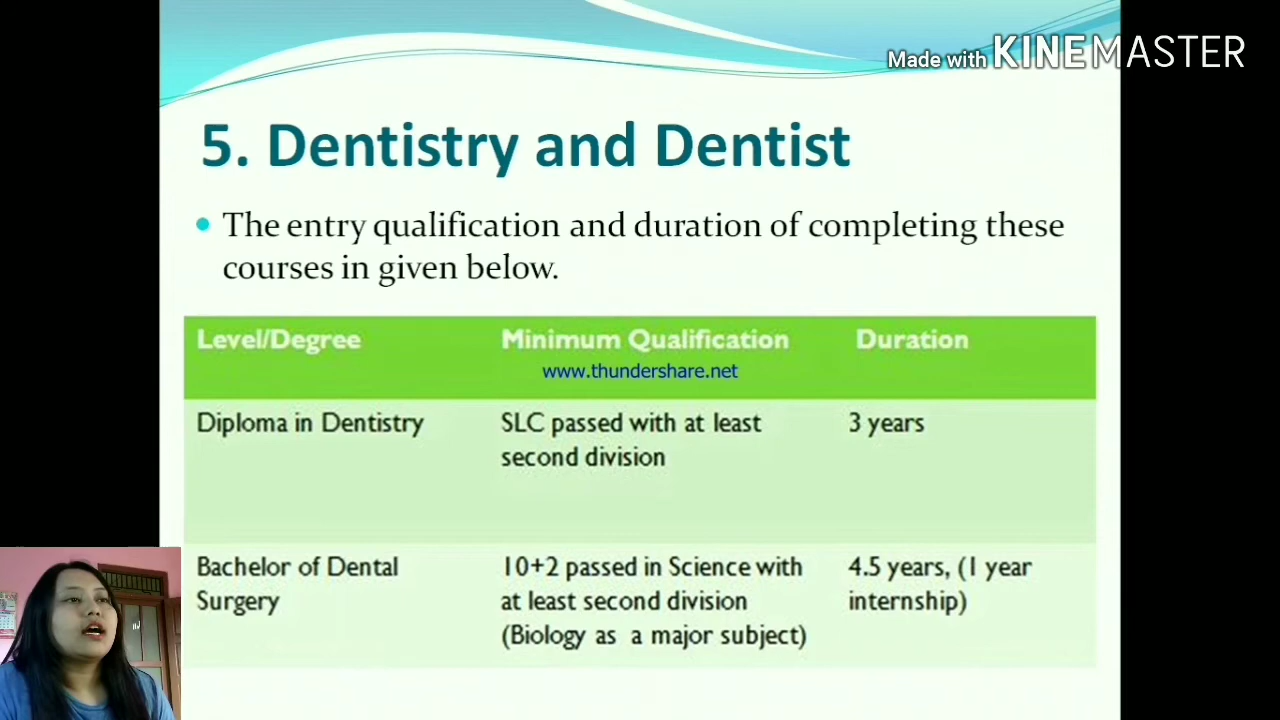 Made with KINEMASTER
5. Dentistry and Dentist
The entry qualification and duration of completing these
courses in given below.
Level/Degree Minimum Qualification Duration
www.thundershare.net
Diploma in Dentistry SLC passed with at least 3 years
second division
Bachelor of Dental 10+2 passed in Science with 4.5 years, (1 year
Surgery at least second division internship)
(Biology as a major subject)